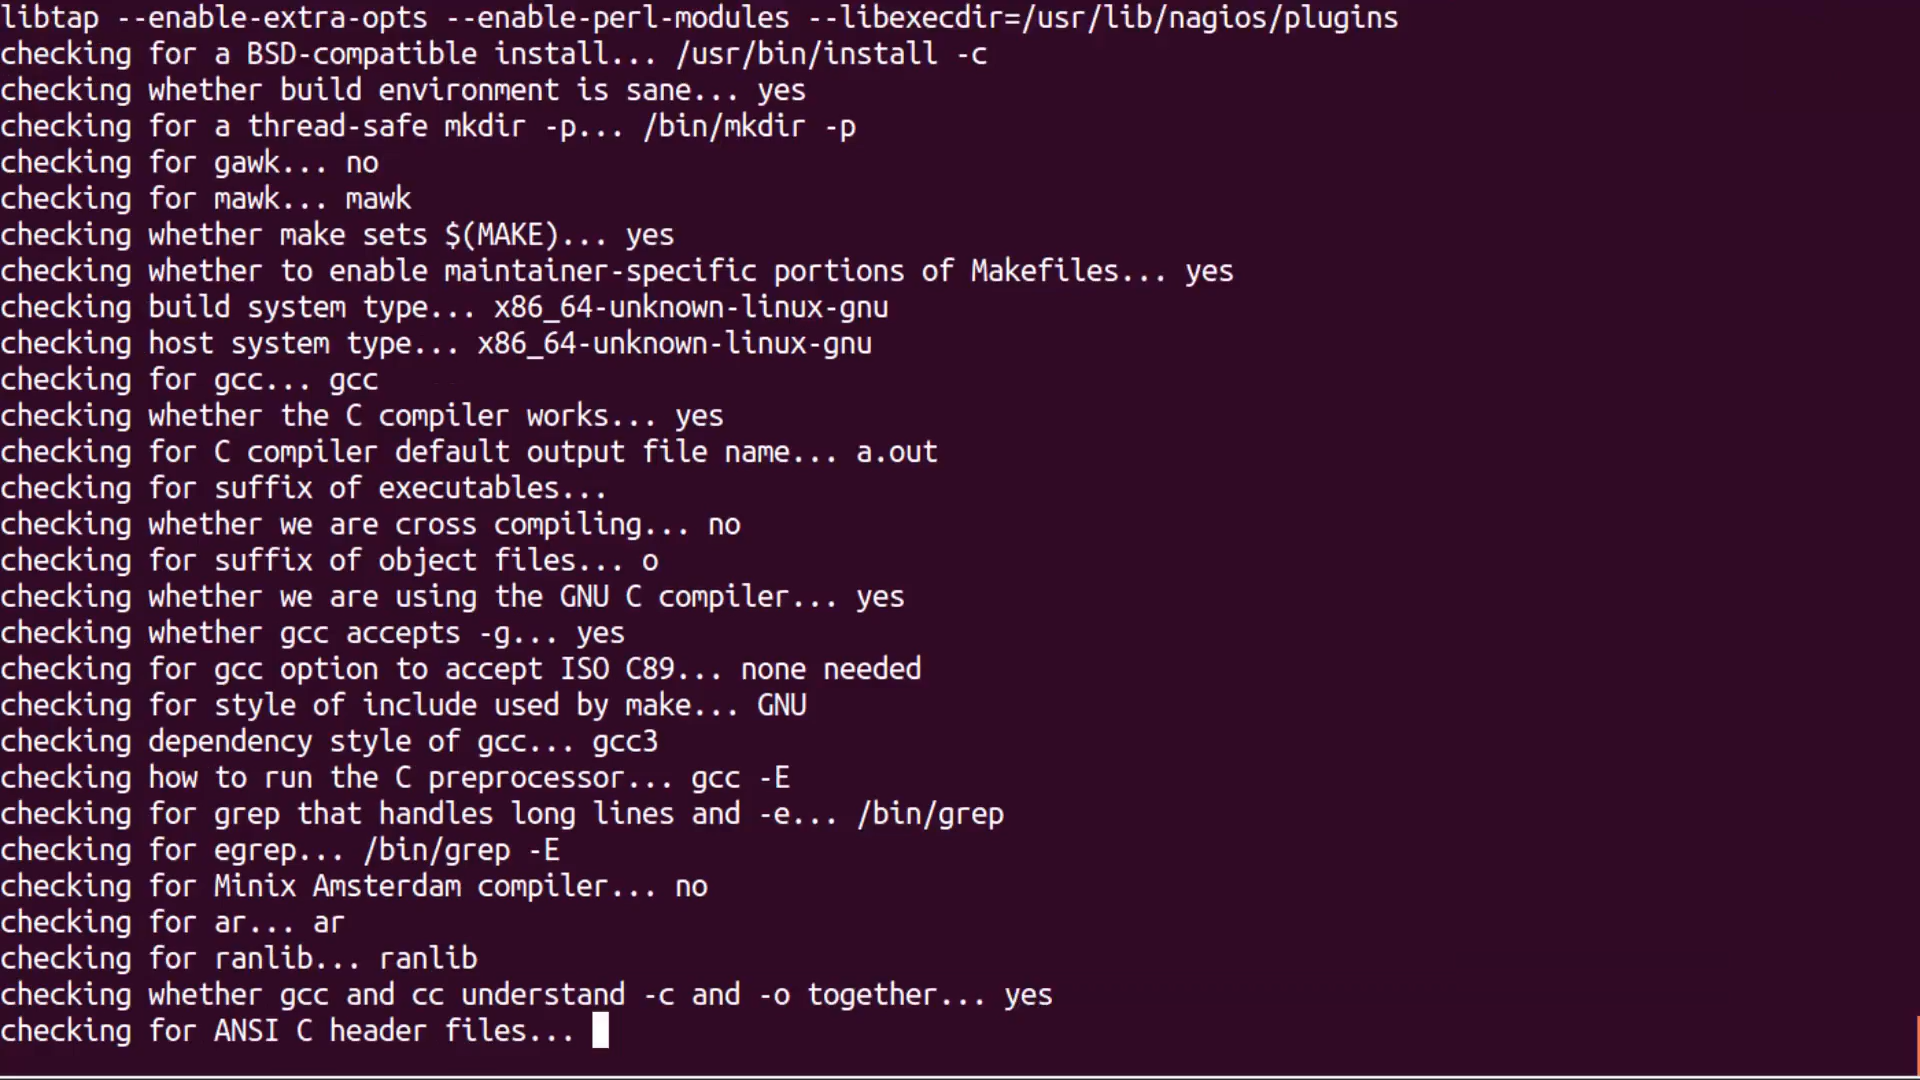 libtap --enable-extra-opts --enable-perl-modules --libexecdir=/usr/lib/nagios/plugins
checking for a BSD-compatible install... /usr/bin/install -c
checking whether build environment is sane... yes
checking for a thread-safe mkdir -p... /bin/mkdir -p
checking for gawk... no
checking for mawk... mawk
checking whether make sets $(MAKE)... yes
checking whether to enable maintainer-specific portions of Makefiles... yes
checking build system type... x86_64-unknown-linux-gnu
checking host system type... x86_64-unknown-linux-gnu
checking for gcc... gcc
checking whether the C compiler works... yes
checking for C compiler default output file name... a.out
checking for suffix of executables...
checking whether we are cross compiling... no
checking for suffix of object files... o
checking whether we are using the GNU C compiler... yes
checking whether gcc accepts -g... yes
checking for gcc option to accept ISO C89... none needed
checking for style of include used by make... GNU
checking dependency style of gcc... gcc3
checking how to run the C preprocessor... gcc -E
checking for grep that handles long lines and -e... /bin/grep
checking for egrep... /bin/grep -E
checking for Minix Amsterdam compiler... no
checking for ar... ar
checking for ranlib... ranlib
checking whether gcc and cc understand -c and -o together... yes
checking for ANSI C header files...